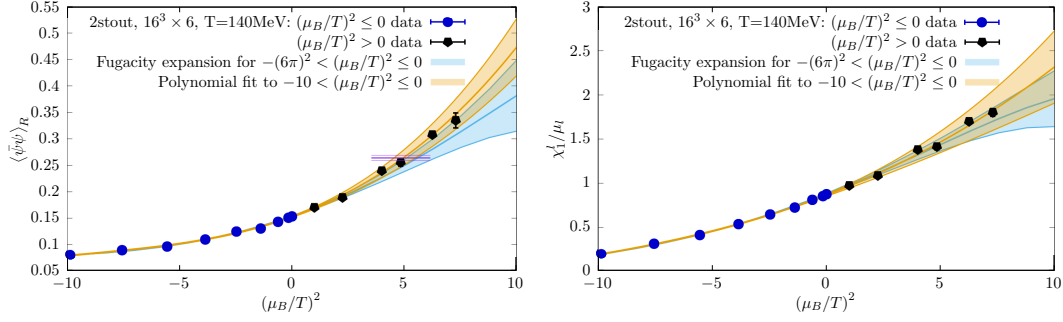 2stout, 16³ × 6, T=140MeV: (μ_B/T)² ≤ 0 data
(μ_B/T)² > 0 data
Fugacity expansion for −(6π)² < (μ_B/T)² ≤ 0
Polynomial fit to −10 < (μ_B/T)² ≤ 0
⟨ψ̄ψ⟩_R
0.55
0.5
0.45
0.4
0.35
0.3
0.25
0.2
0.15
0.1
0.05
−10
−5
0
5
10
(μ_B/T)²
2stout, 16³ × 6, T=140MeV: (μ_B/T)² ≤ 0 data
(μ_B/T)² > 0 data
Fugacity expansion for −(6π)² < (μ_B/T)² ≤ 0
Polynomial fit to −10 < (μ_B/T)² ≤ 0
χ₁ˡ/μ_l
3
2.5
2
1.5
1
0.5
0
−10
−5
0
5
10
(μ_B/T)²